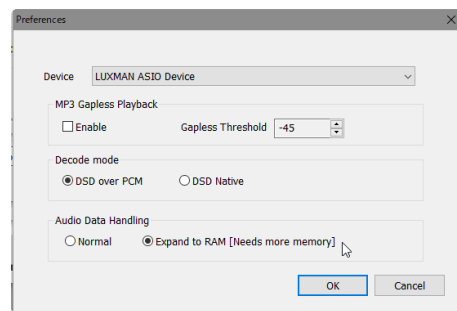 Preferences
Device LUXMAN ASIO Device
MP3 Gapless Playback
Enable Gapless Threshold -45
Decode mode
DSD over PCM DSD Native
Audio Data Handling
Normal Expand to RAM [Needs more memory]
OK Cancel